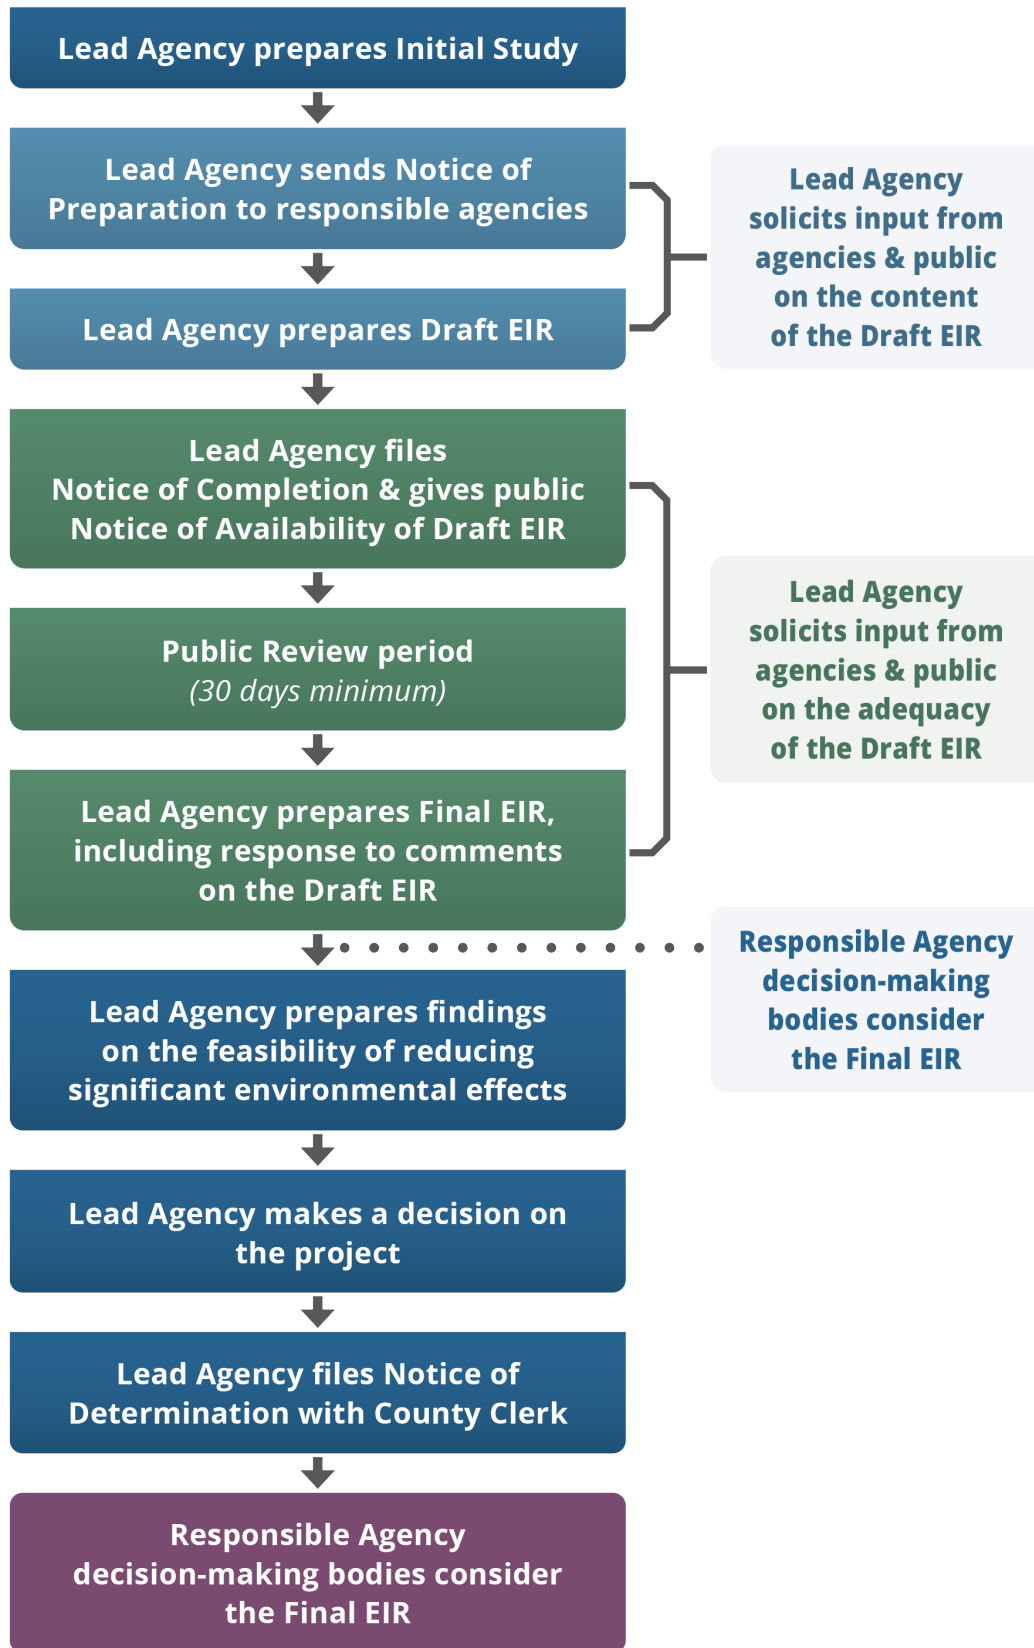 Lead Agency prepares Initial Study
Lead Agency sends Notice of
Preparation to responsible agencies
Lead Agency
solicits input from
agencies & public
on the content
of the Draft EIR
Lead Agency prepares Draft EIR
Lead Agency files
Notice of Completion & gives public
Notice of Availability of Draft EIR
Public Review period
(30 days minimum)
Lead Agency
solicits input from
agencies & public
on the adequacy
of the Draft EIR
Lead Agency prepares Final EIR,
including response to comments
on the Draft EIR
Responsible Agency
decision-making
bodies consider
the Final EIR
Lead Agency prepares findings
on the feasibility of reducing
significant environmental effects
Lead Agency makes a decision on
the project
Lead Agency files Notice of
Determination with County Clerk
Responsible Agency
decision-making bodies consider
the Final EIR